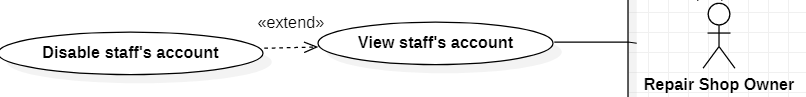 «extend»
Disable staff's account
View staff's account
Repair Shop Owner